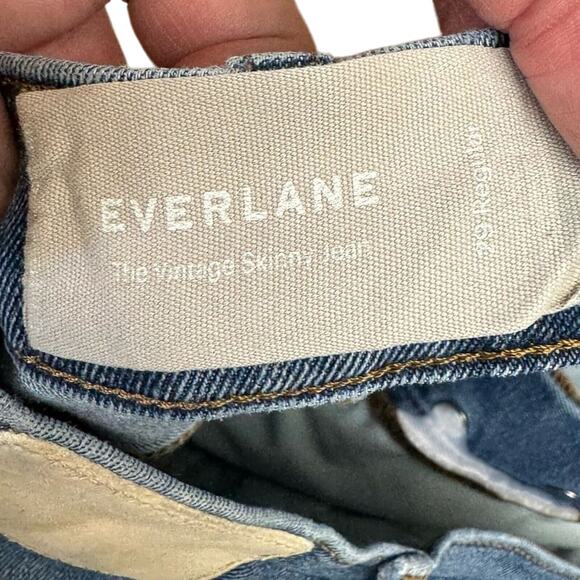 EVERLANE
The Vintage Skinny Jean
29 Regular